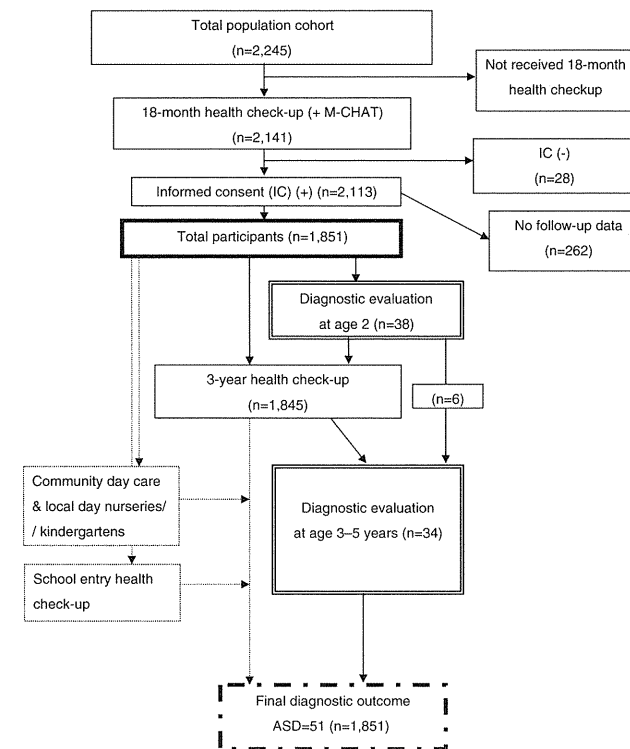 Total population cohort
(n=2,245)
Not received 18-month
health checkup
18-month health check-up (+ M-CHAT)
(n=2,141)
IC (-)
(n=28)
Informed consent (IC) (+) (n=2,113)
No follow-up data
(n=262)
Total participants (n=1,851)
Diagnostic evaluation
at age 2 (n=38)
3-year health check-up
(n=1,845)
(n=6)
Community day care
& local day nurseries/
/ kindergartens
Diagnostic evaluation
at age 3–5 years (n=34)
School entry health
check-up
Final diagnostic outcome
ASD=51 (n=1,851)